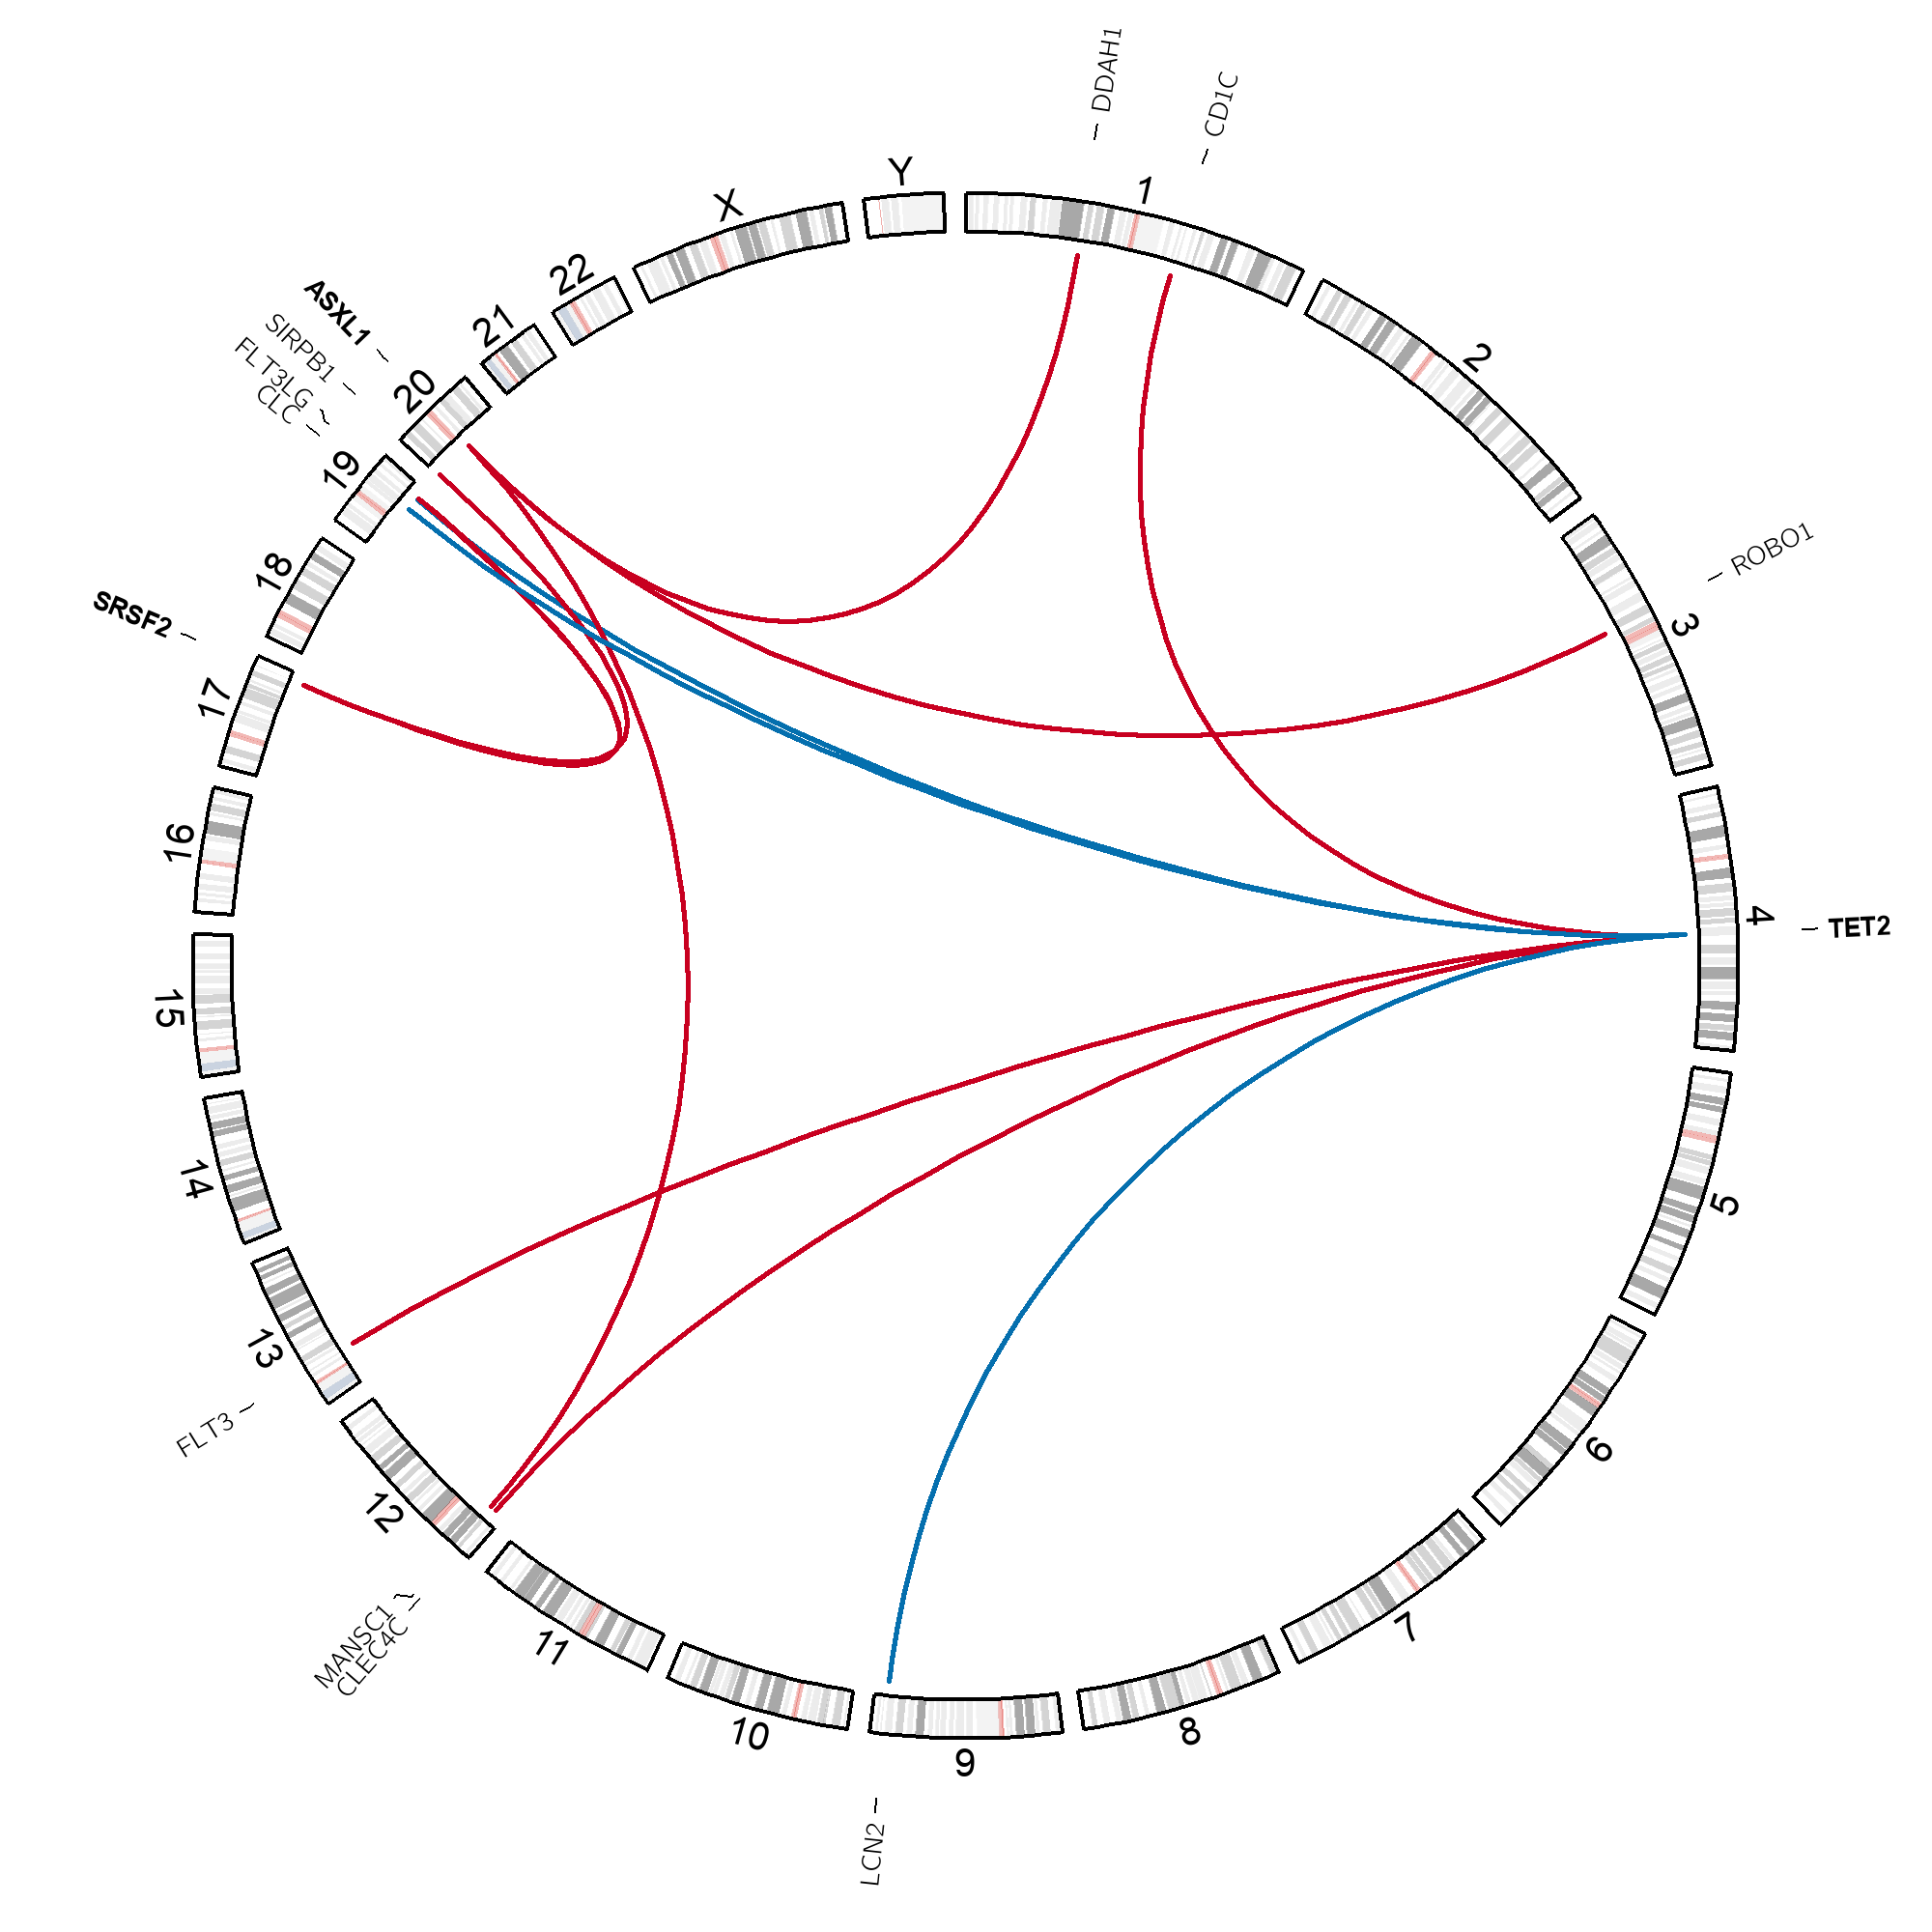 DDAH1
CD1C
1
2
ROBO1
3
4
TET2
5
6
7
8
9
LCN2
10
11
MANSC1
CLEC4C
12
FLT3
13
14
15
16
17
SRSF2
18
19
CLC
FLT3LG
SIRPB1
20
ASXL1
21
22
X
Y